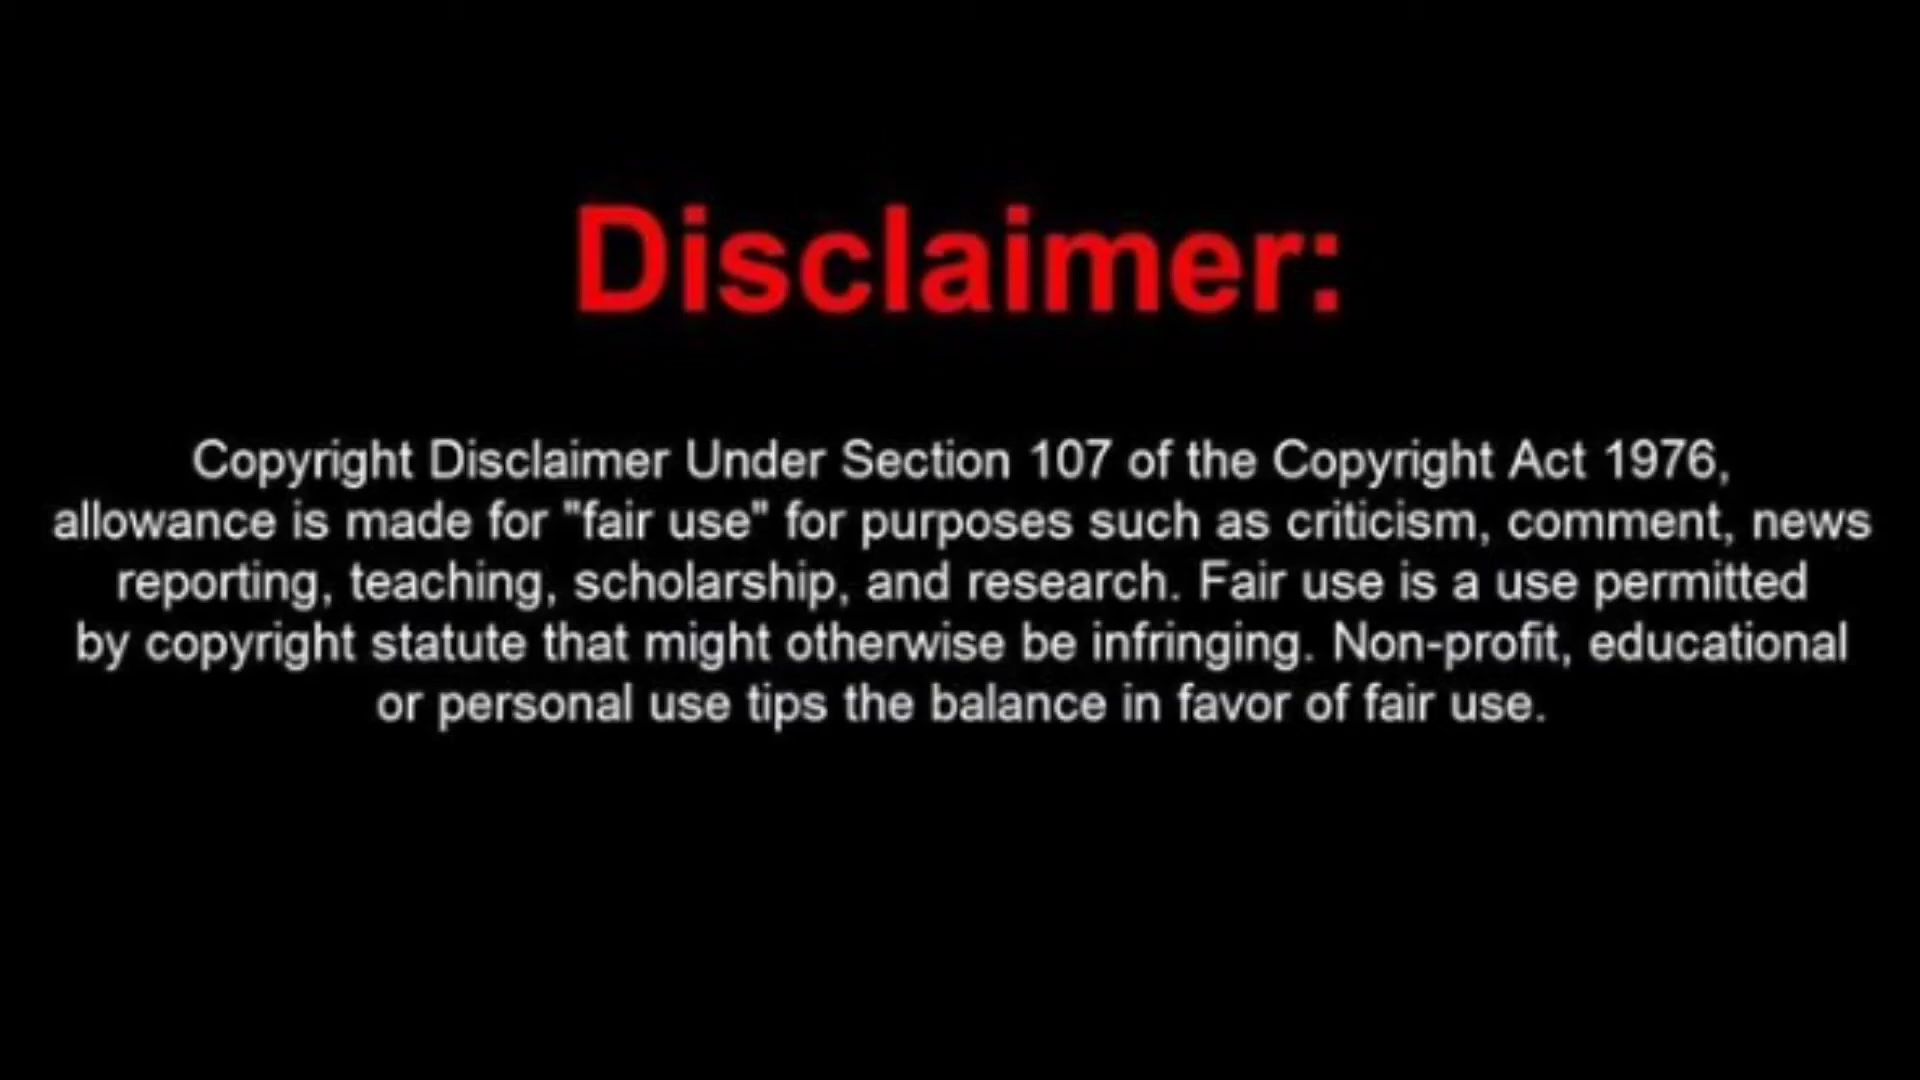 Disclaimer:
Copyright Disclaimer Under Section 107 of the Copyright Act 1976,
allowance is made for "fair use" for purposes such as criticism, comment, news
reporting, teaching, scholarship, and research. Fair use is a use permitted
by copyright statute that might otherwise be infringing. Non-profit, educational
or personal use tips the balance in favor of fair use.